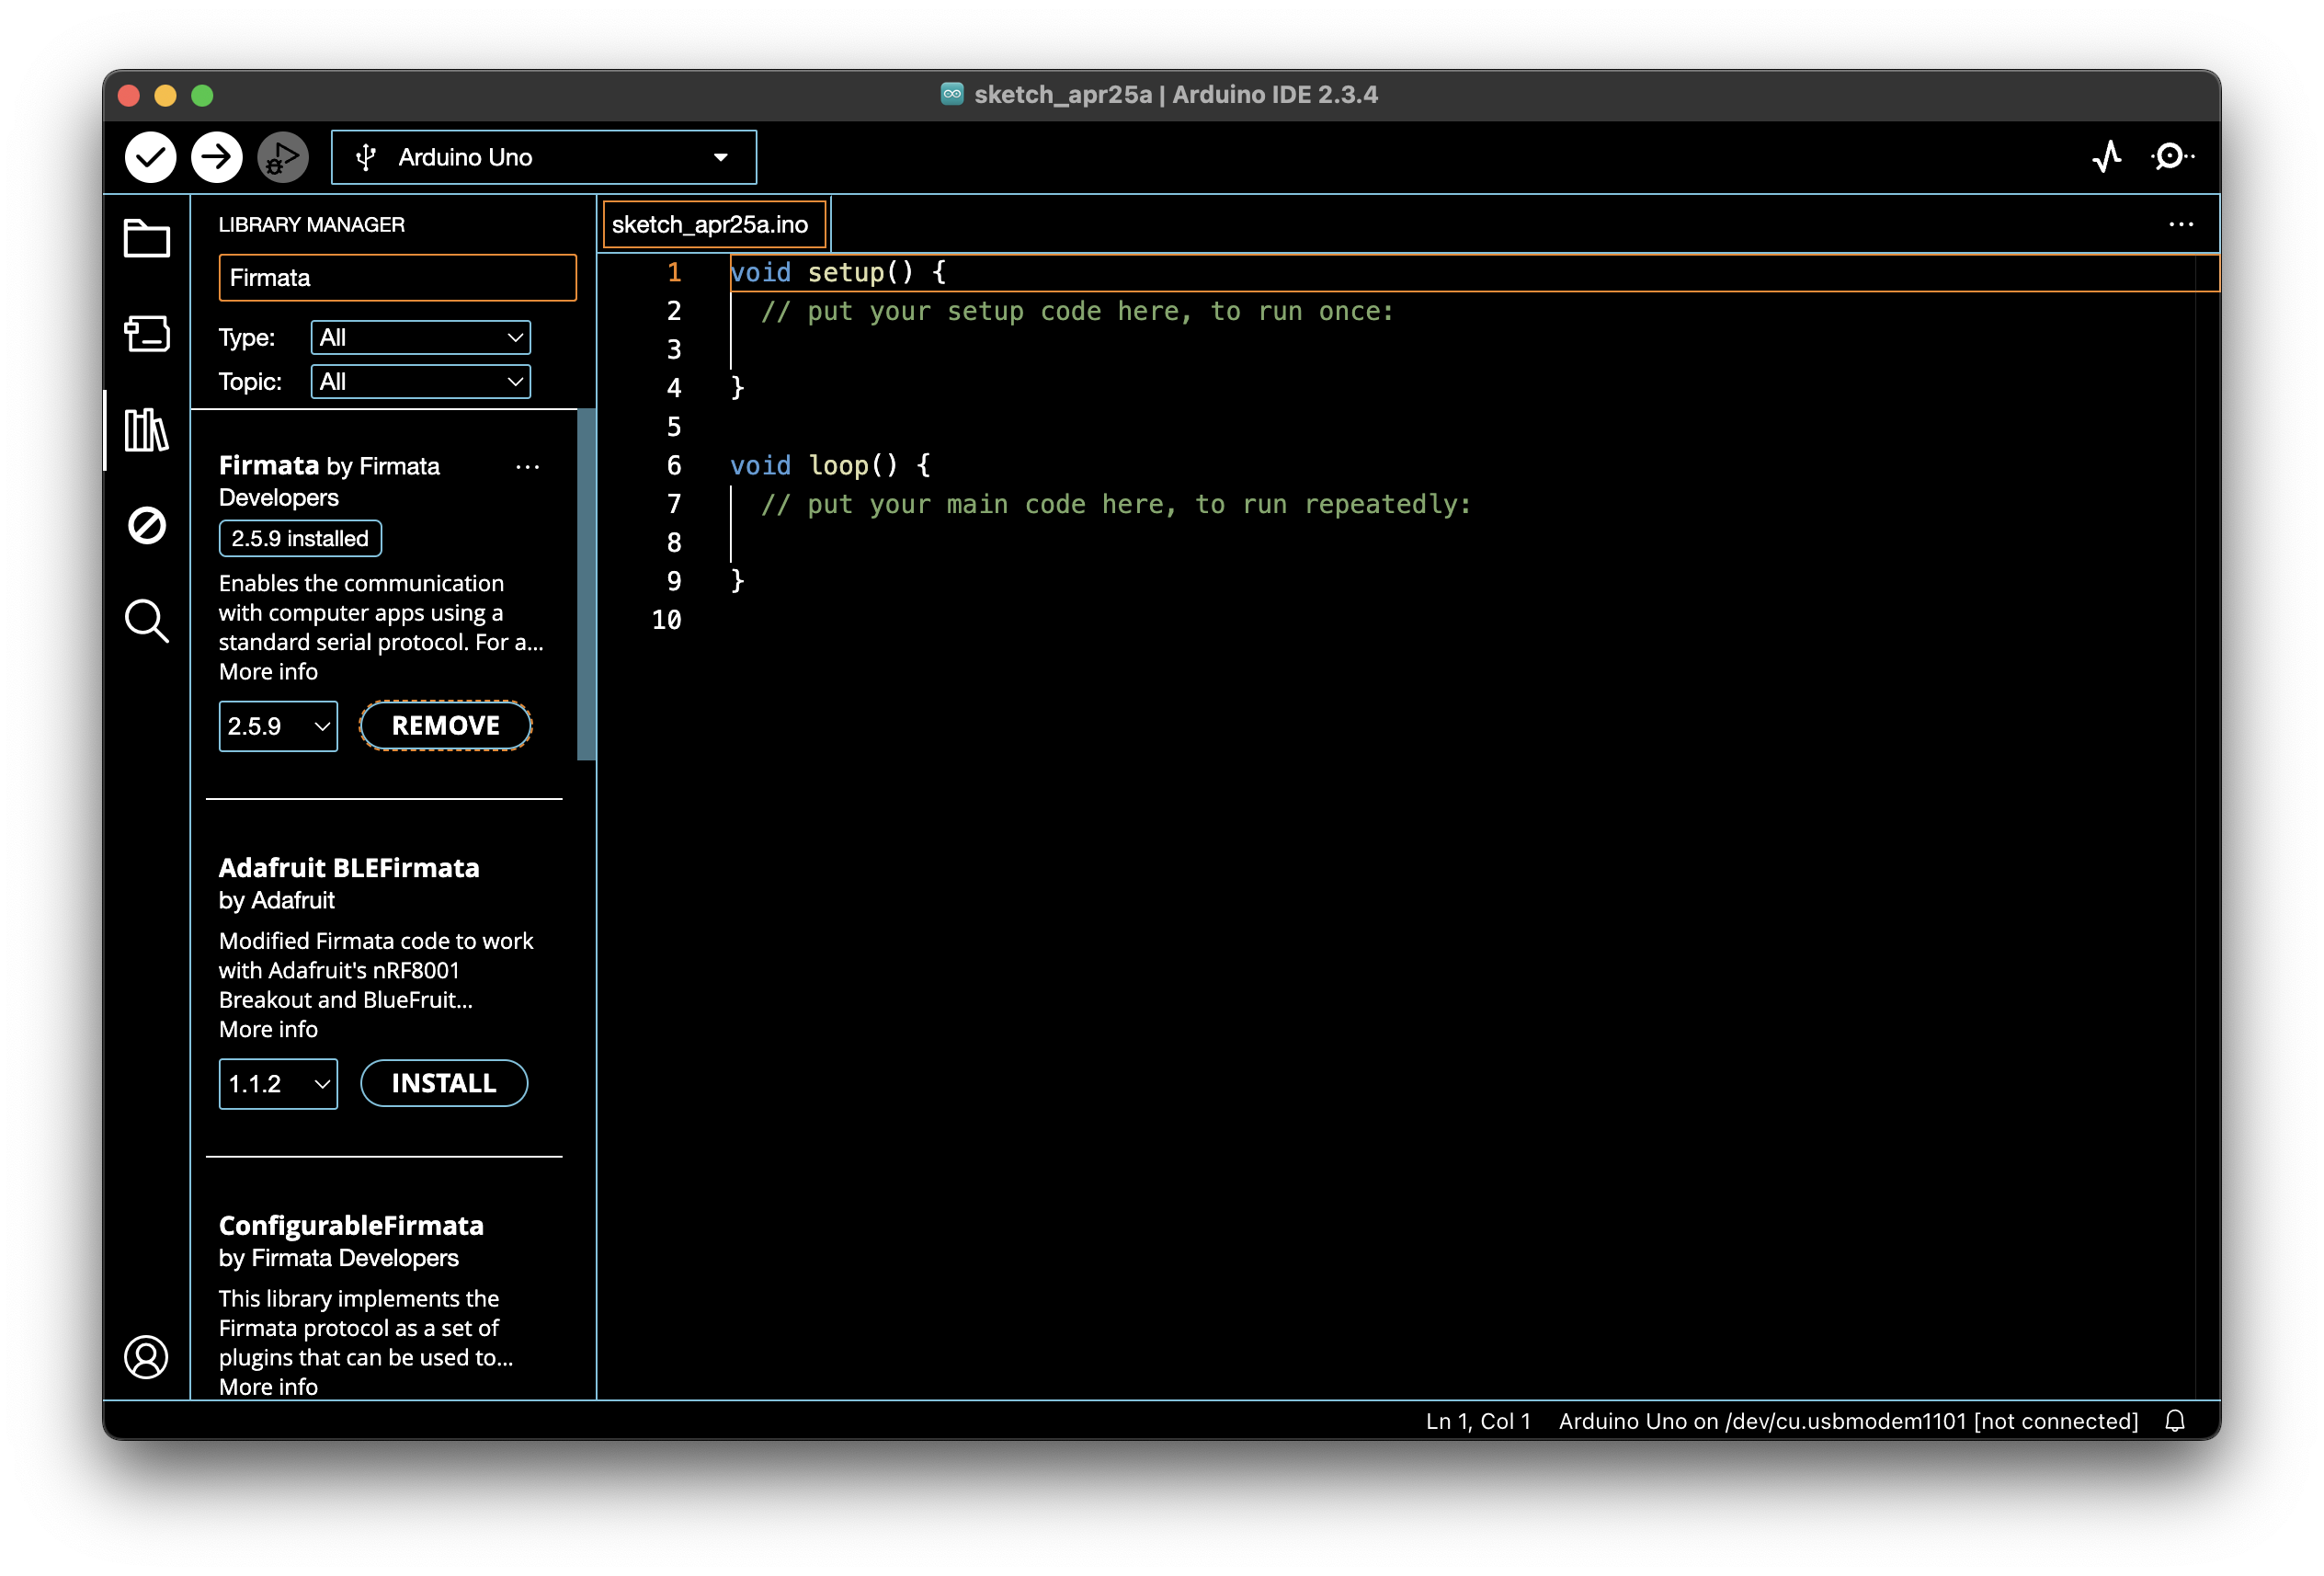 sketch_apr25a | Arduino IDE 2.3.4
Arduino Uno
LIBRARY MANAGER
Firmata
Type: All
Topic: All
Firmata by Firmata
Developers
2.5.9 installed
Enables the communication
with computer apps using a
standard serial protocol. For a...
More info
2.5.9 REMOVE
Adafruit BLEFirmata
by Adafruit
Modified Firmata code to work
with Adafruit's nRF8001
Breakout and BlueFruit...
More info
1.1.2 INSTALL
ConfigurableFirmata
by Firmata Developers
This library implements the
Firmata protocol as a set of
plugins that can be used to...
More info
sketch_apr25a.ino
1 void setup() {
2 // put your setup code here, to run once:
3
4 }
5
6 void loop() {
7 // put your main code here, to run repeatedly:
8
9 }
10
Ln 1, Col 1 Arduino Uno on /dev/cu.usbmodem1101 [not connected]